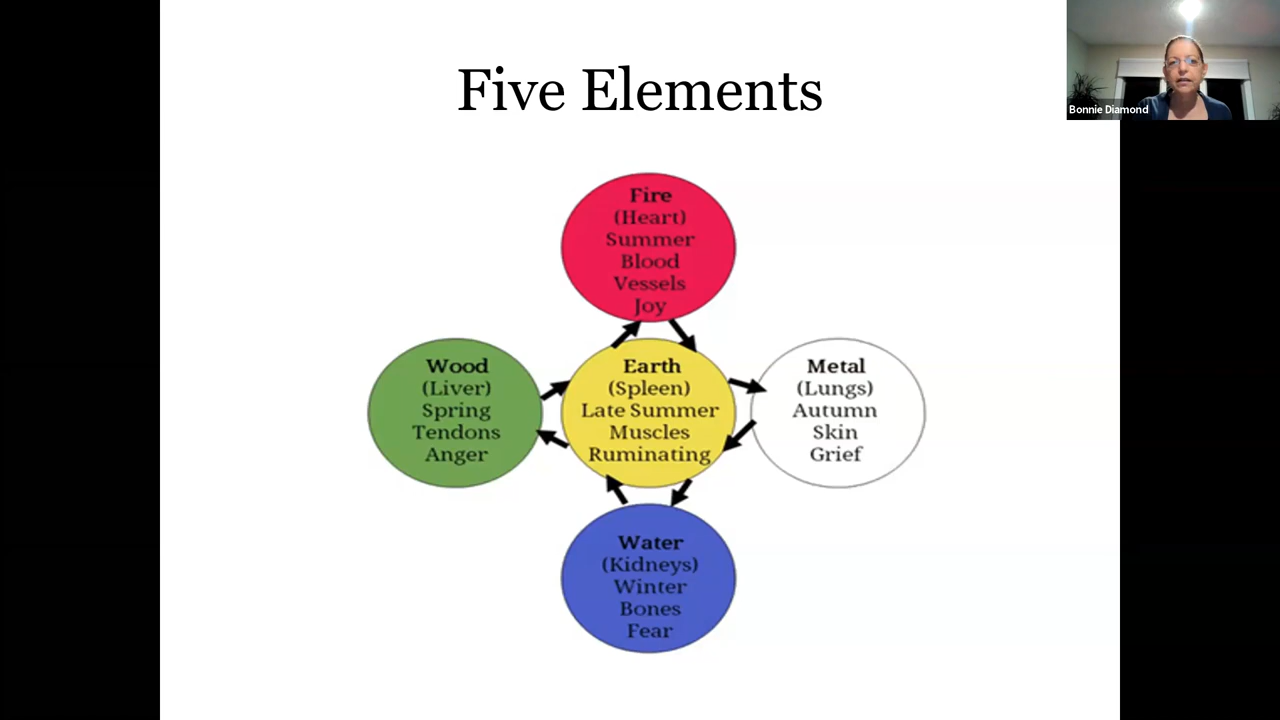 Five Elements
Bonnie Diamond
Fire
(Heart)
Summer
Blood
Vessels
Joy
Wood
(Liver)
Spring
Tendons
Anger
Earth
(Spleen)
Late Summer
Muscles
Ruminating
Metal
(Lungs)
Autumn
Skin
Grief
Water
(Kidneys)
Winter
Bones
Fear